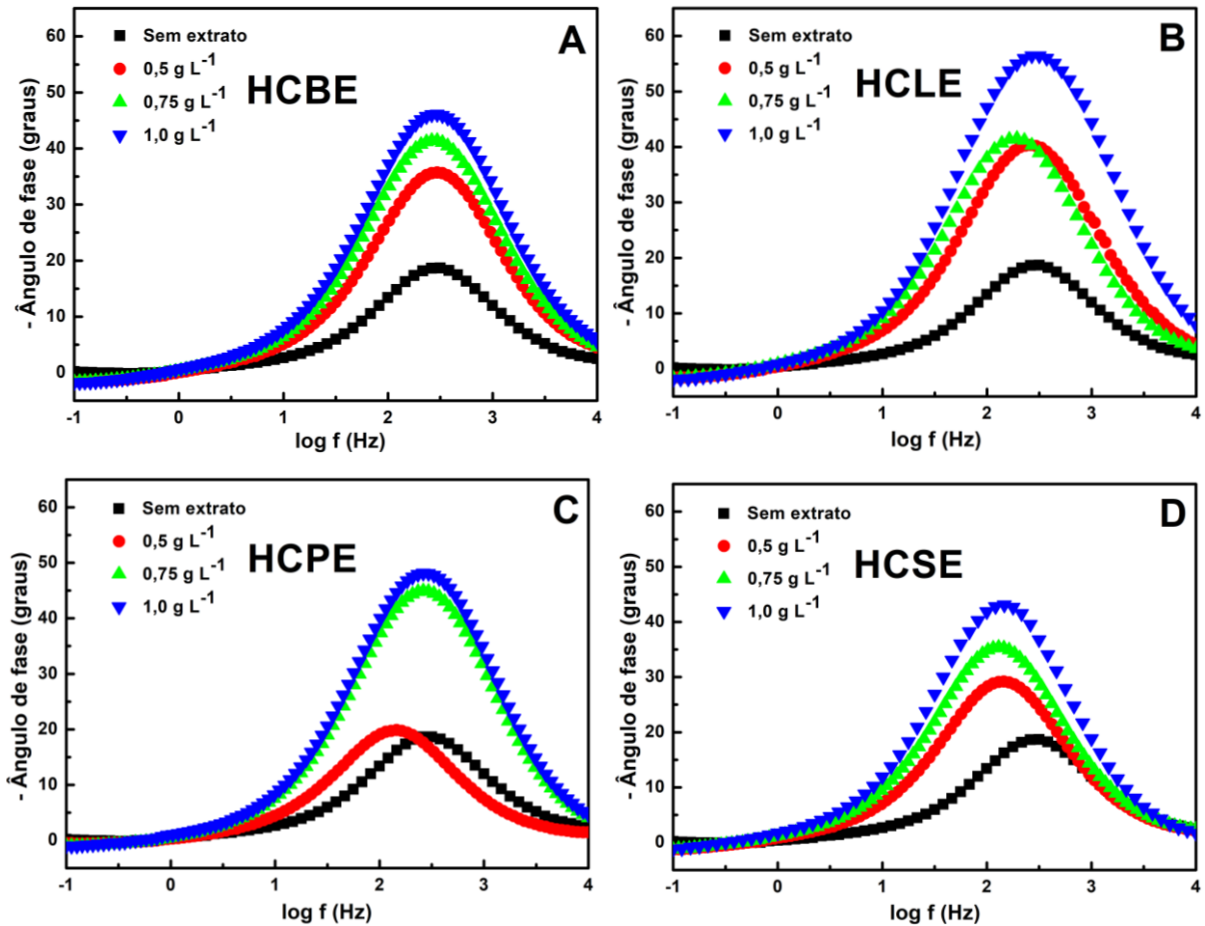 A
HCBE
Sem extrato
0,5 g L⁻¹
0,75 g L⁻¹
1,0 g L⁻¹
- Ângulo de fase (graus)
60
50
40
30
20
10
0
-1 0 1 2 3 4
log f (Hz)
B
HCLE
Sem extrato
0,5 g L⁻¹
0,75 g L⁻¹
1,0 g L⁻¹
- Ângulo de fase (graus)
60
50
40
30
20
10
0
-1 0 1 2 3 4
log f (Hz)
C
HCPE
Sem extrato
0,5 g L⁻¹
0,75 g L⁻¹
1,0 g L⁻¹
- Ângulo de fase (graus)
60
50
40
30
20
10
0
-1 0 1 2 3 4
log f (Hz)
D
HCSE
Sem extrato
0,5 g L⁻¹
0,75 g L⁻¹
1,0 g L⁻¹
- Ângulo de fase (graus)
60
50
40
30
20
10
0
-1 0 1 2 3 4
log f (Hz)